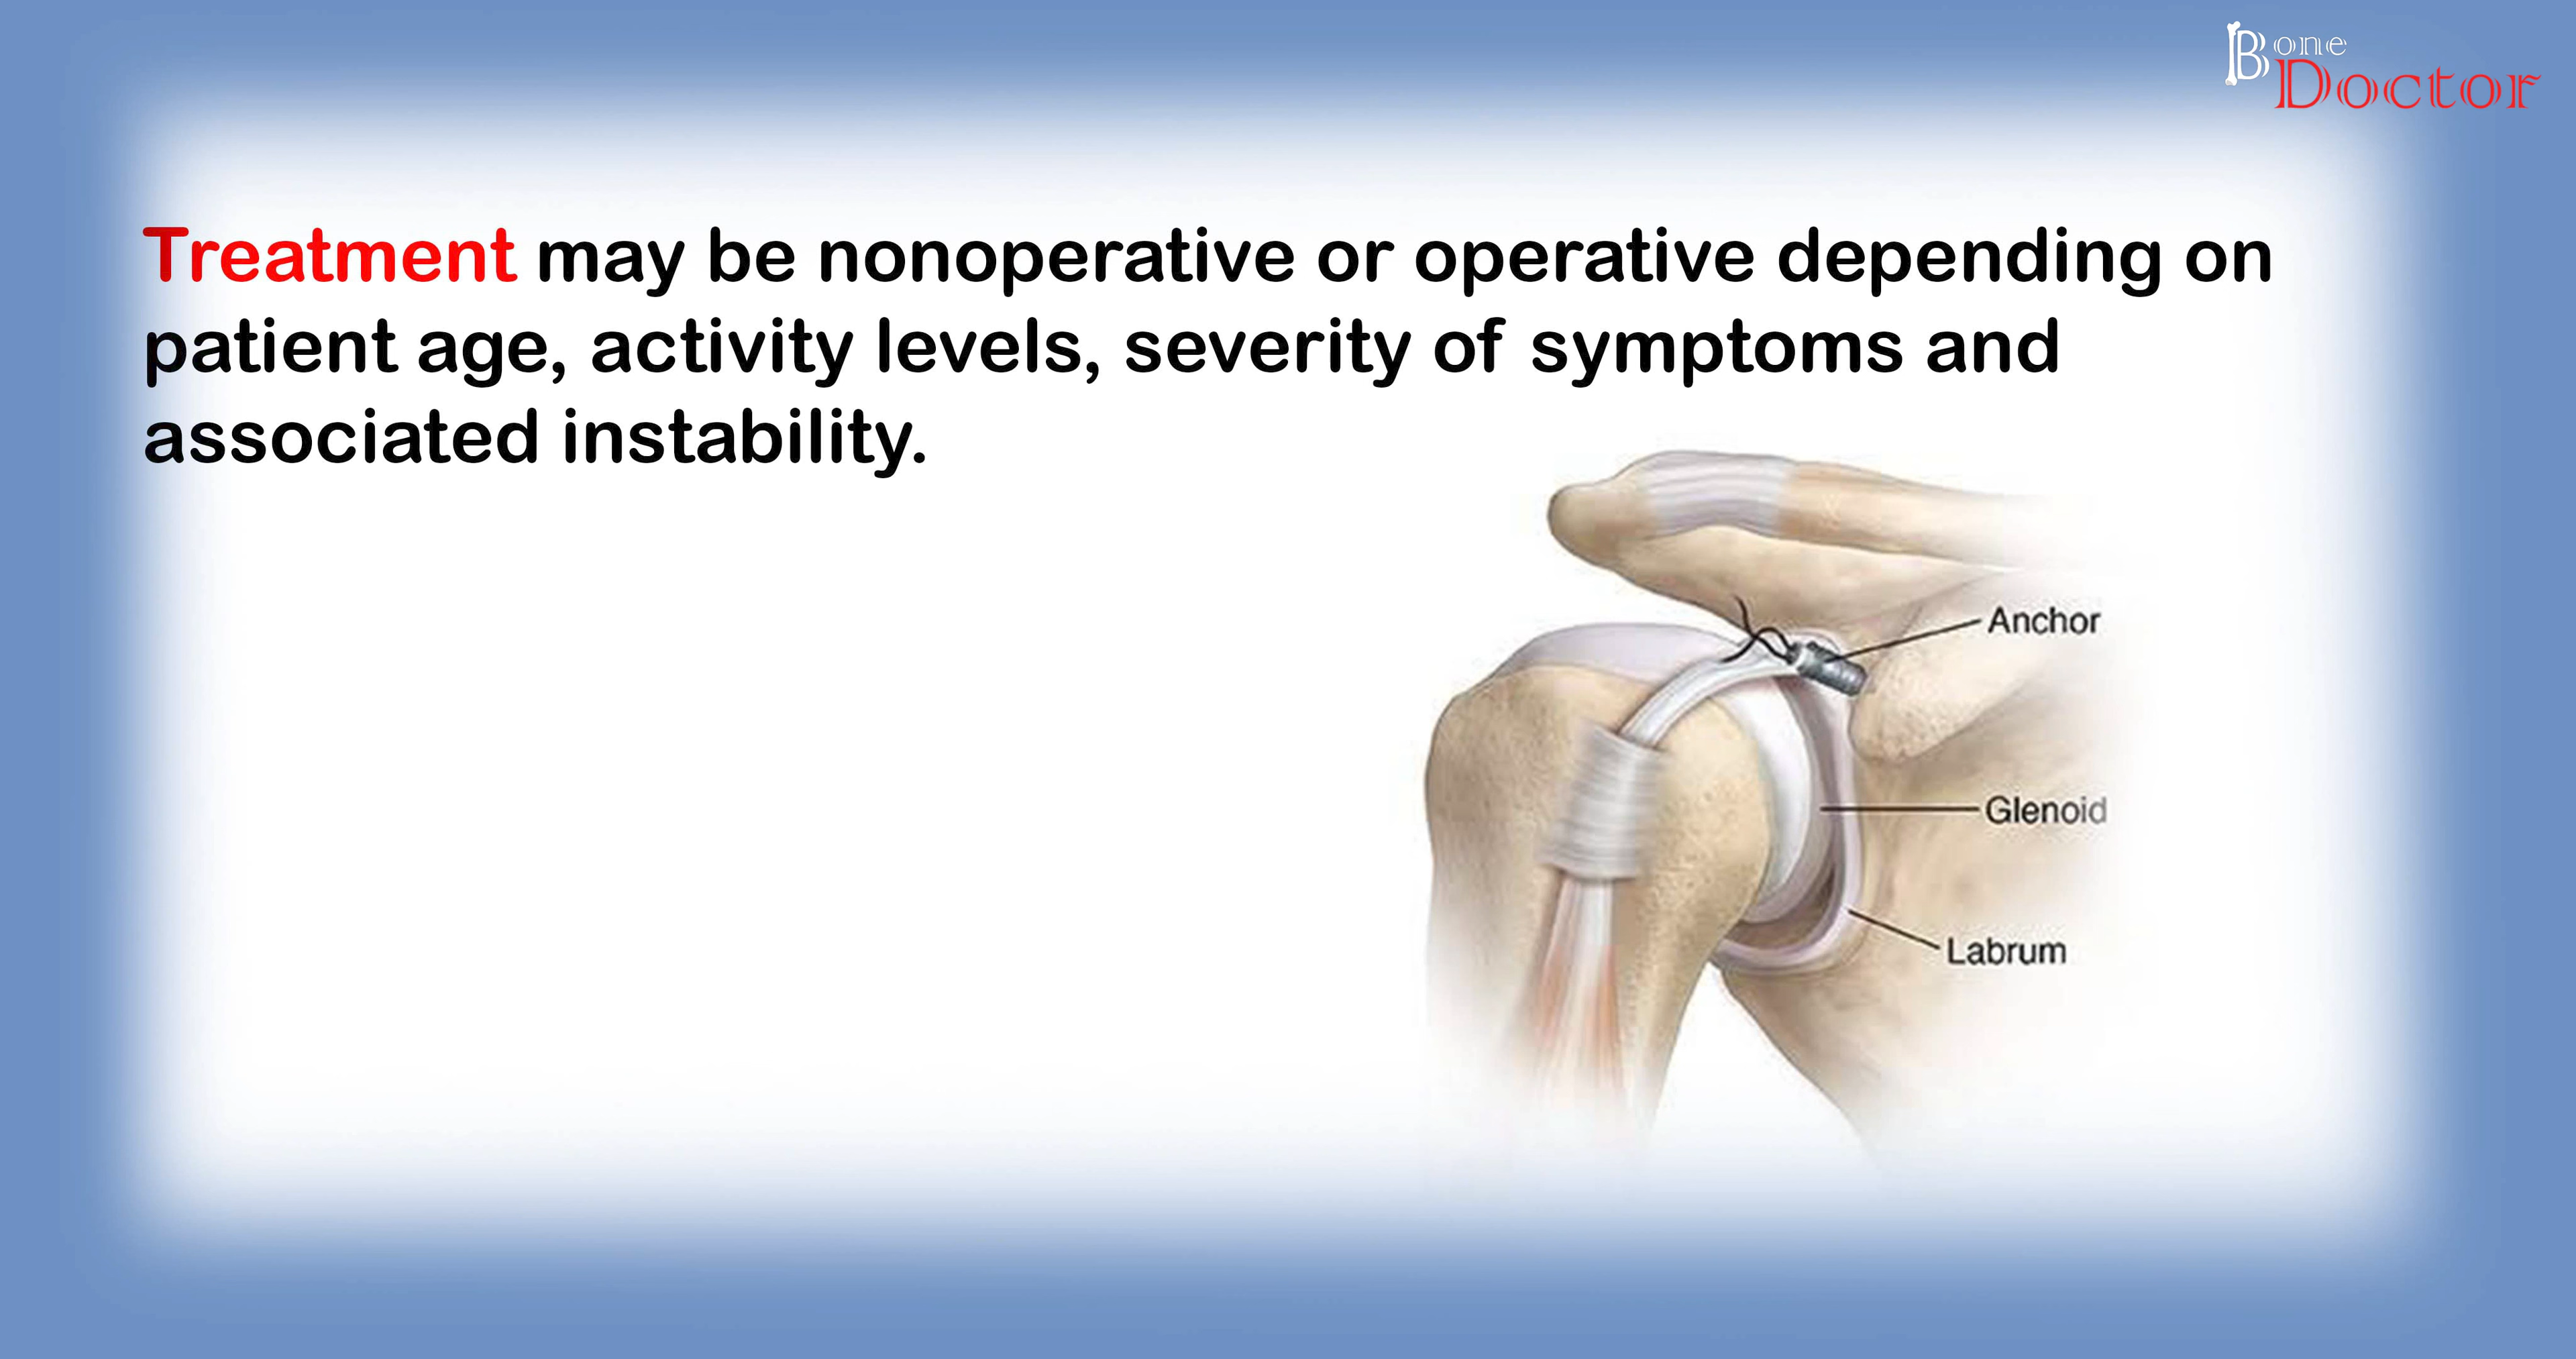 Bone
Doctor
Treatment may be nonoperative or operative depending on
patient age, activity levels, severity of symptoms and
associated instability.
Anchor
Glenoid
Labrum